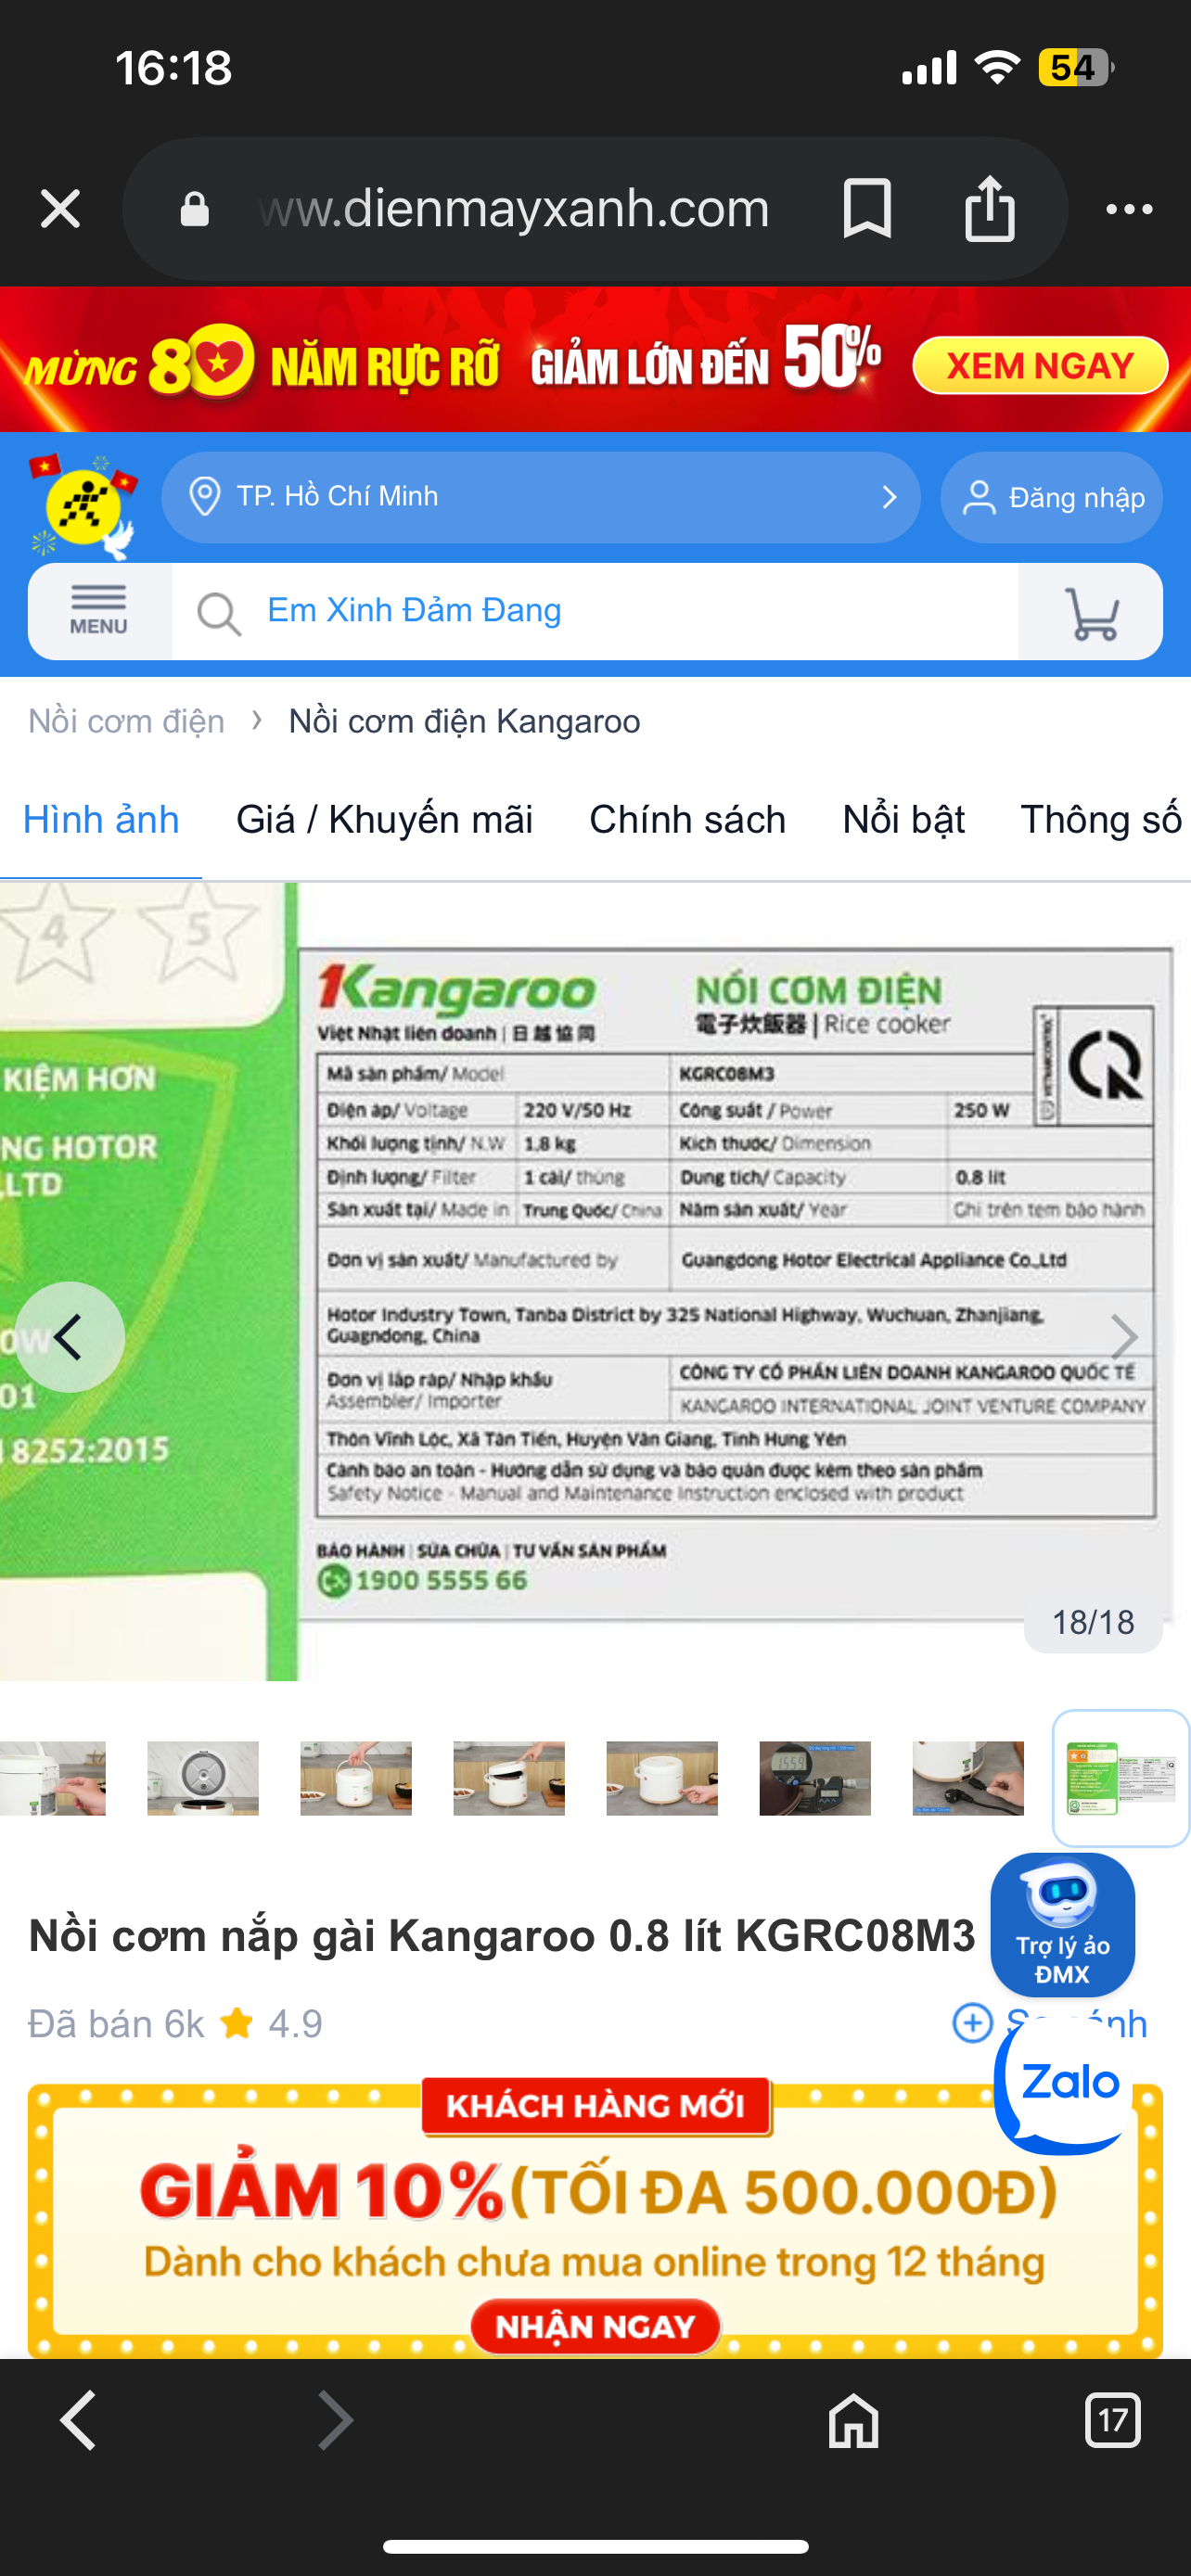 16:18
54
ww.dienmayxanh.com
MỪNG 80 NĂM RỰC RỠ GIẢM LỚN ĐẾN 50% XEM NGAY
TP. Hồ Chí Minh
Đăng nhập
MENU
Em Xinh Đảm Đang
Nồi cơm điện › Nồi cơm điện Kangaroo
Hình ảnh Giá / Khuyến mãi Chính sách Nổi bật Thông số
4 5
KIỆM HƠN
NG HOTOR
.,LTD
OW
01
8252:2015
Kangaroo
Việt Nhật liên doanh | 日越協同
NỒI CƠM ĐIỆN
電子炊飯器 | Rice cooker
Mã sản phẩm/ Model KGRC08M3
Điện áp/ Voltage 220 V/50 Hz Công suất / Power 250 W
Khối lượng tịnh/ N.W 1,8 kg Kích thước/ Dimension
Định lượng/ Filter 1 cái/ thùng Dung tích/ Capacity 0.8 lít
Sản xuất tại/ Made in Trung Quốc/ China Năm sản xuất/ Year Ghi trên tem bảo hành
Đơn vị sản xuất/ Manufactured by Guangdong Hotor Electrical Appliance Co.,Ltd
Hotor Industry Town, Tanba District by 325 National Highway, Wuchuan, Zhanjiang,
Guagndong, China
Đơn vị lắp ráp/ Nhập khẩu
Assembler/ Importer
CÔNG TY CỔ PHẦN LIÊN DOANH KANGAROO QUỐC TẾ
KANGAROO INTERNATIONAL JOINT VENTURE COMPANY
Thôn Vĩnh Lộc, Xã Tân Tiến, Huyện Văn Giang, Tỉnh Hưng Yên
Cảnh báo an toàn - Hướng dẫn sử dụng và bảo quản được kèm theo sản phẩm
Safety Notice - Manual and Maintenance Instruction enclosed with product
BẢO HÀNH | SỬA CHỮA | TƯ VẤN SẢN PHẨM
1900 5555 66
18/18
Nồi cơm nắp gài Kangaroo 0.8 lít KGRC08M3
Trợ lý ảo
ĐMX
Đã bán 6k 4.9
Zalo
KHÁCH HÀNG MỚI
GIẢM 10% (TỐI ĐA 500.000Đ)
Dành cho khách chưa mua online trong 12 tháng
NHẬN NGAY
17